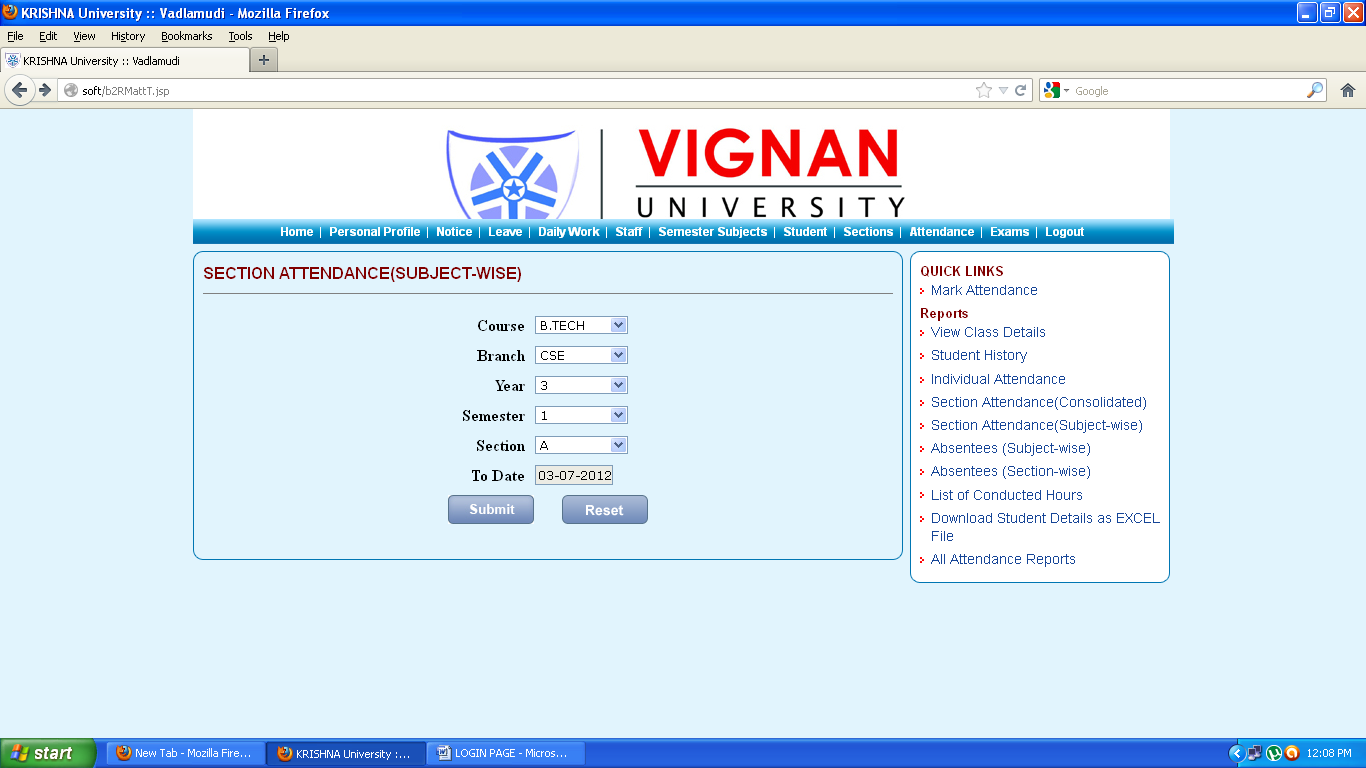 KRISHNA University :: Vadlamudi - Mozilla Firefox
File Edit View History Bookmarks Tools Help
KRISHNA University :: Vadlamudi
soft/b2RMattT.jsp
Google
VIGNAN
UNIVERSITY
Home | Personal Profile | Notice | Leave | Daily Work | Staff | Semester Subjects | Student | Sections | Attendance | Exams | Logout
SECTION ATTENDANCE(SUBJECT-WISE)
Course B.TECH
Branch CSE
Year 3
Semester 1
Section A
To Date 03-07-2012
Submit Reset
QUICK LINKS
Mark Attendance
Reports
View Class Details
Student History
Individual Attendance
Section Attendance(Consolidated)
Section Attendance(Subject-wise)
Absentees (Subject-wise)
Absentees (Section-wise)
List of Conducted Hours
Download Student Details as EXCEL
File
All Attendance Reports
start New Tab - Mozilla Fire... KRISHNA University :... LOGIN PAGE - Micros... 12:08 PM